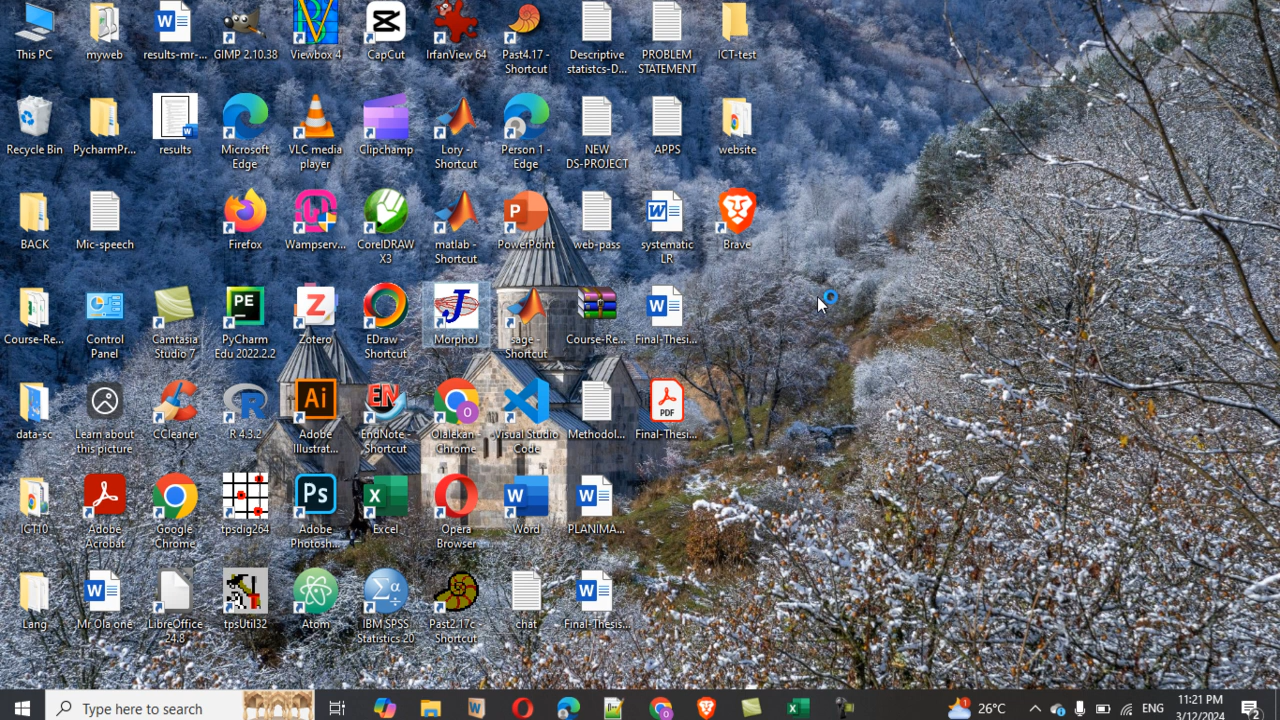 This PC
myweb
results-mr-...
GIMP 2.10.38
Viewbox 4
CapCut
IrfanView 64
Past4.17 -
Shortcut
Descriptive
statistcs-D...
PROBLEM
STATEMENT
ICT-test
Recycle Bin
PycharmPr...
results
Microsoft
Edge
VLC media
player
Clipchamp
Lory -
Shortcut
Person 1 -
Edge
NEW
DS-PROJECT
APPS
website
BACK
Mic-speech
Firefox
Wampserv...
CorelDRAW
X3
matlab -
Shortcut
PowerPoint
web-pass
systematic
LR
Brave
Course-Re...
Control
Panel
Camtasia
Studio 7
PyCharm
Edu 2022.2.2
Zotero
EDraw -
Shortcut
MorphoJ
sage -
Shortcut
Course-Re...
Final-Thesi...
data-sc
Learn about
this picture
CCleaner
R 4.3.2
Adobe
Illustrat...
EndNote -
Shortcut
Olalekan -
Chrome
Visual Studio
Code
Methodol...
Final-Thesi...
ICT10
Adobe
Acrobat
Google
Chrome
tpsdig264
Adobe
Photosh...
Excel
Opera
Browser
Word
PLANIMA...
Lang
Mr Ola one
LibreOffice
24.8
tpsUtil32
Atom
IBM SPSS
Statistics 20
Past2.17c -
Shortcut
chat
Final-Thesis...
Type here to search
26°C
ENG
11:21 PM
3/12/2024
2